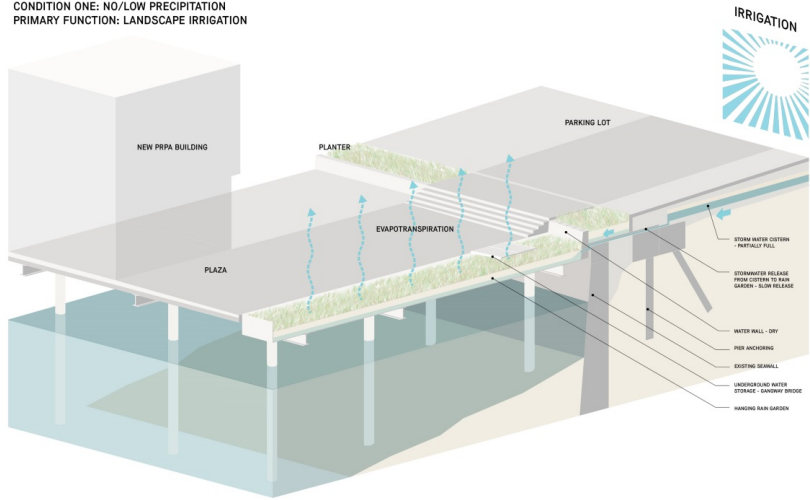 CONDITION ONE: NO/LOW PRECIPITATION
PRIMARY FUNCTION: LANDSCAPE IRRIGATION
IRRIGATION
PARKING LOT
NEW PRPA BUILDING
PLANTER
EVAPOTRANSPIRATION
PLAZA
STORM WATER CISTERN
- PARTIALLY FULL
STORMWATER RELEASE
FROM CISTERN TO RAIN
GARDEN - SLOW RELEASE
WATER WALL - DRY
PIER ANCHORING
EXISTING SEAWALL
UNDERGROUND WATER
STORAGE - GANGWAY BRIDGE
HANGING RAIN GARDEN